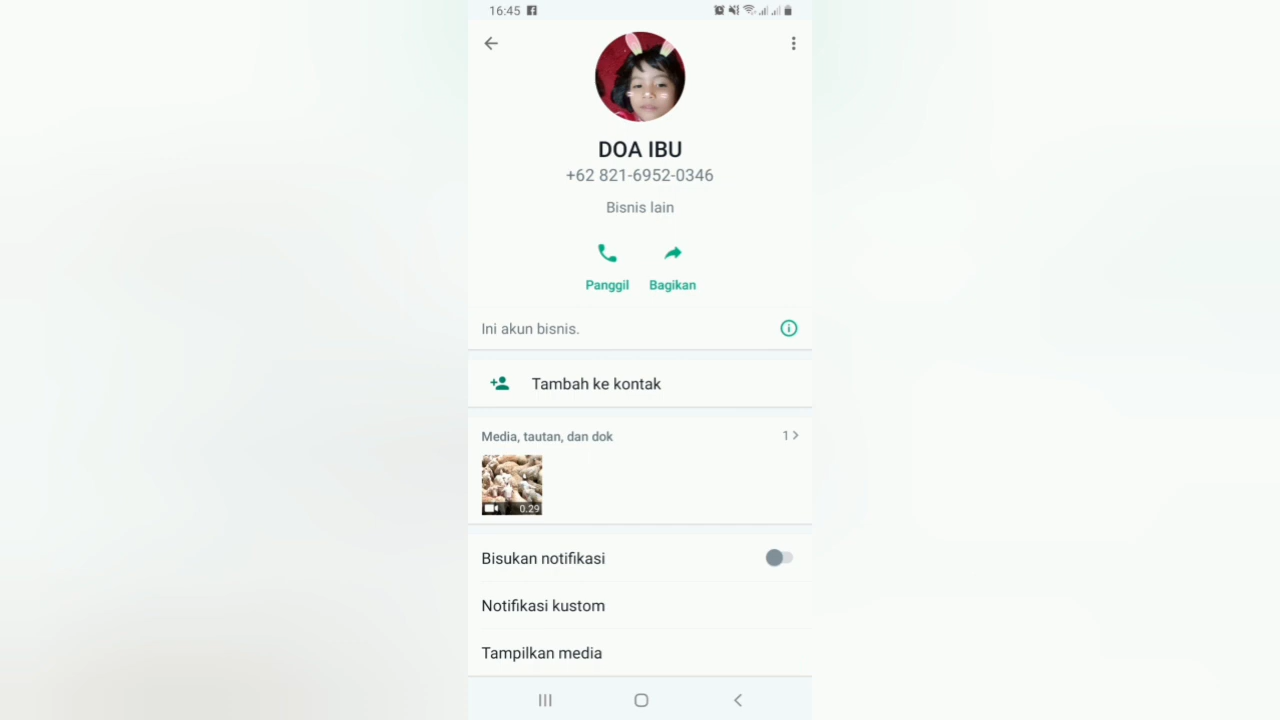 16:45
DOA IBU
+62 821-6952-0346
Bisnis lain
Panggil Bagikan
Ini akun bisnis.
Tambah ke kontak
Media, tautan, dan dok 1
0.29
Bisukan notifikasi
Notifikasi kustom
Tampilkan media